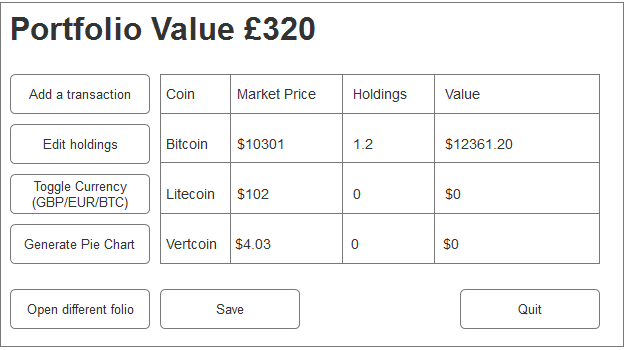 Portfolio Value £320
Add a transaction
Coin Market Price Holdings Value
Edit holdings
Bitcoin $10301 1.2 $12361.20
Toggle Currency
(GBP/EUR/BTC)
Litecoin $102 0 $0
Generate Pie Chart
Vertcoin $4.03 0 $0
Open different folio
Save
Quit